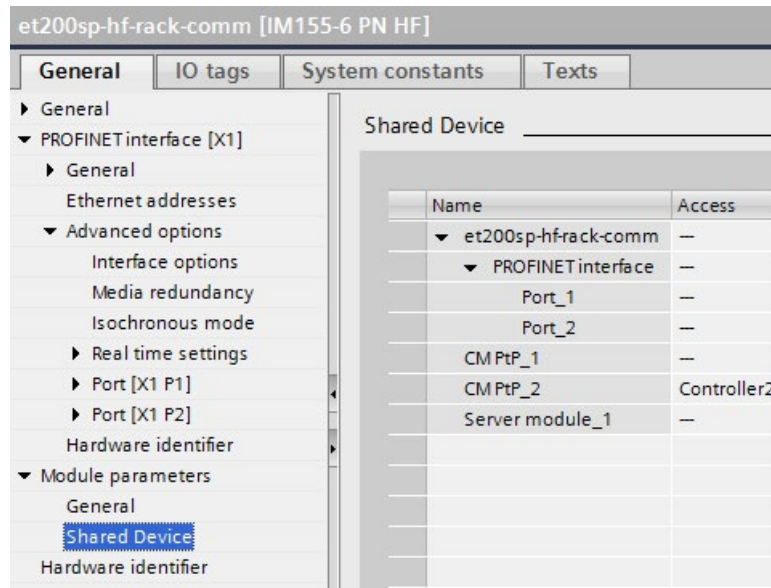 et200sp-hf-rack-comm [IM155-6 PN HF]
General IO tags System constants Texts
General
PROFINET interface [X1]
General
Ethernet addresses
Advanced options
Interface options
Media redundancy
Isochronous mode
Real time settings
Port [X1 P1]
Port [X1 P2]
Hardware identifier
Module parameters
General
Shared Device
Hardware identifier
Shared Device
Name Access
et200sp-hf-rack-comm ---
PROFINET interface ---
Port_1 ---
Port_2 ---
CM PtP_1 ---
CM PtP_2 Controller2
Server module_1 ---